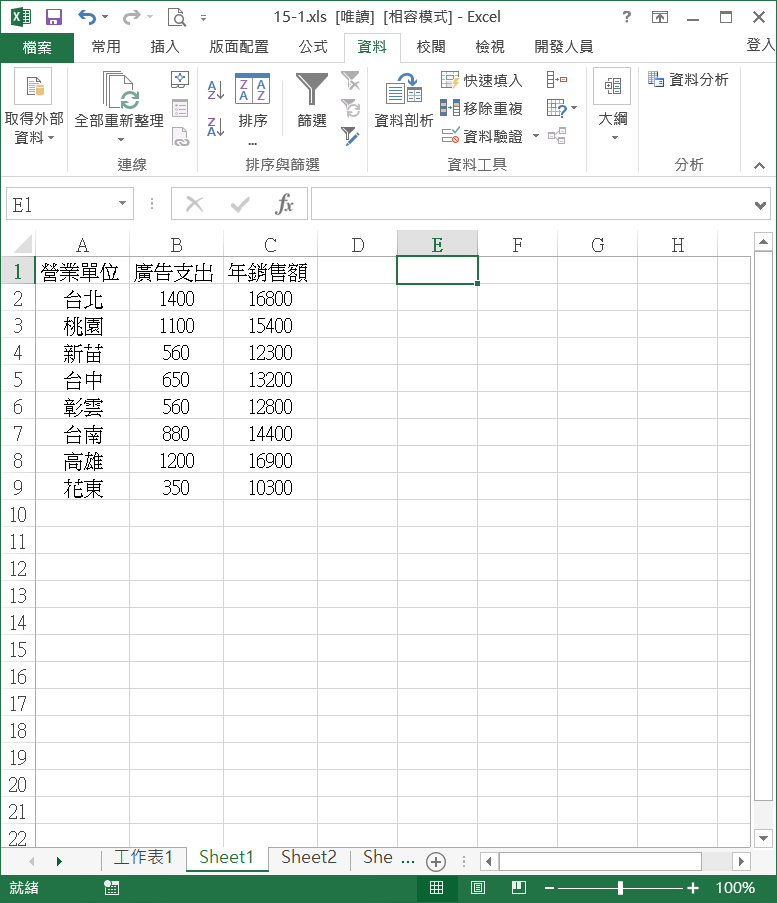 15-1.xls [唯讀] [相容模式] - Excel
檔案 常用 插入 版面配置 公式 資料 校閱 檢視 開發人員 登入
取得外部資料
全部重新整理
連線
排序
...
篩選
排序與篩選
資料剖析
快速填入
移除重複
資料驗證
資料工具
大綱
資料分析
分析
E1 fx
A B C D E F G H
1 營業單位 廣告支出 年銷售額
2 台北 1400 16800
3 桃園 1100 15400
4 新苗 560 12300
5 台中 650 13200
6 彰雲 560 12800
7 台南 880 14400
8 高雄 1200 16900
9 花東 350 10300
10
11
12
13
14
15
16
17
18
19
20
21
22
工作表1 Sheet1 Sheet2 She ...
就緒 100%